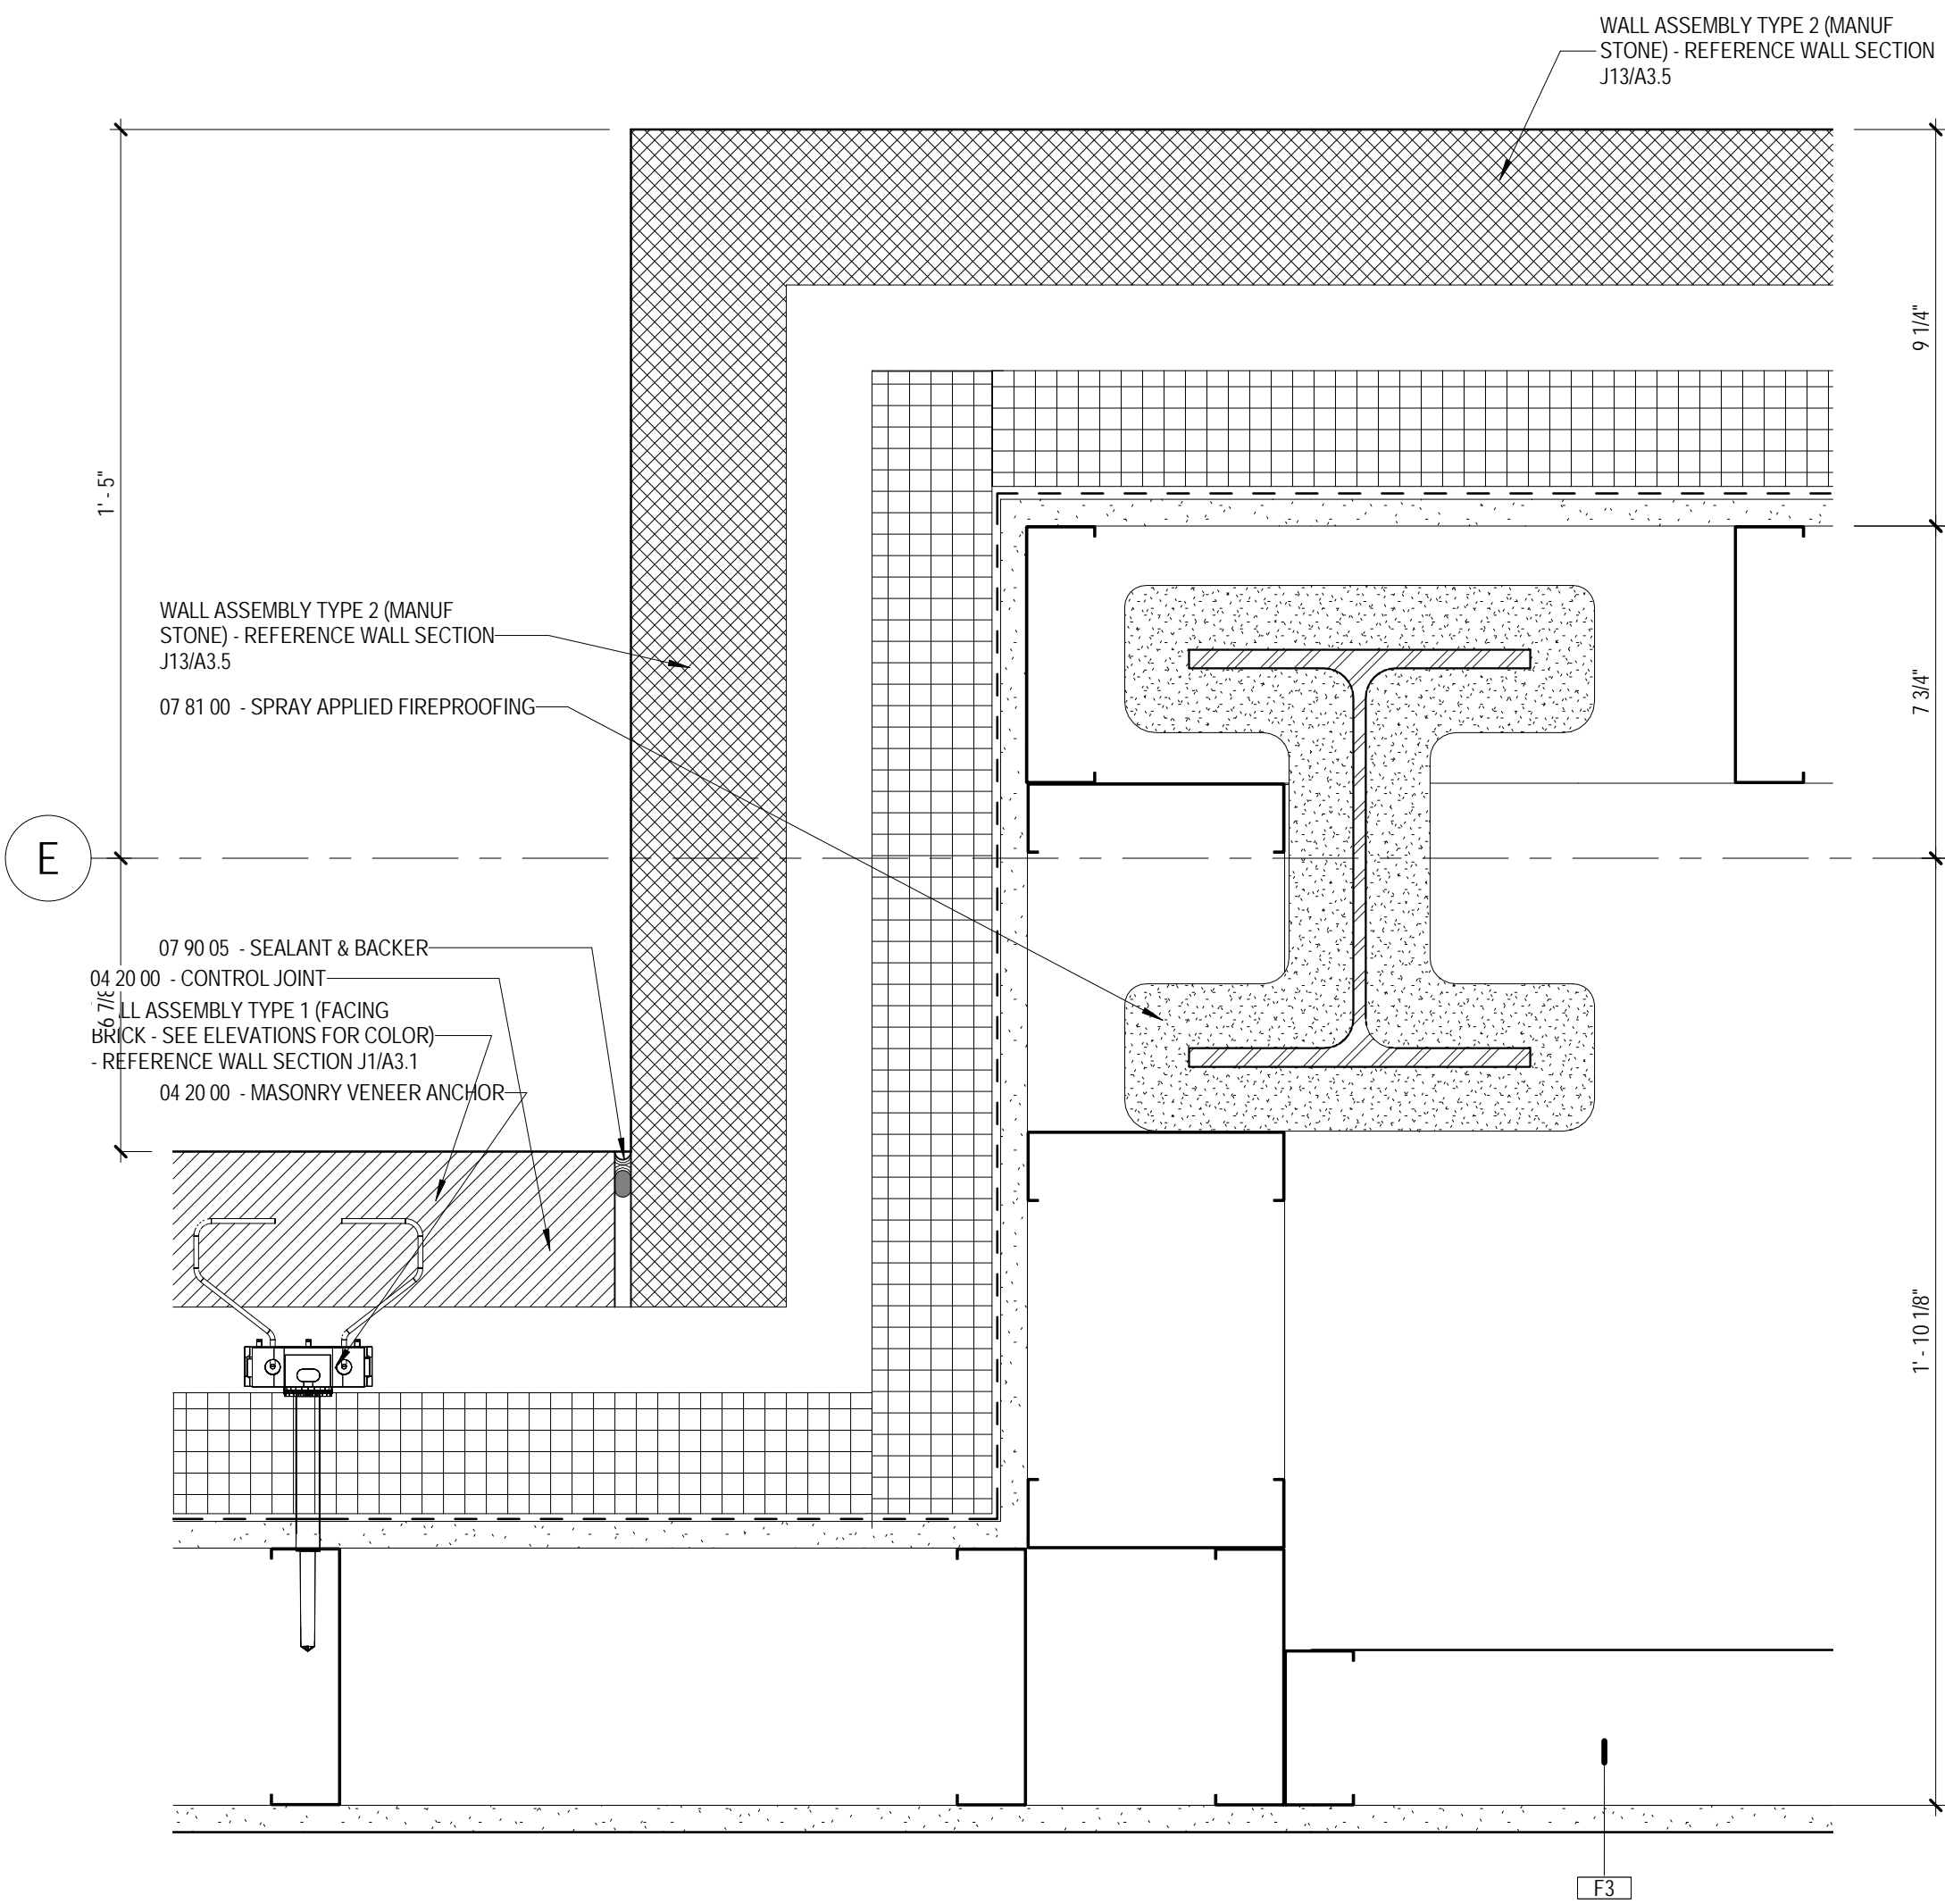 WALL ASSEMBLY TYPE 2 (MANUF
STONE) - REFERENCE WALL SECTION
J13/A3.5
9 1/4"
1' - 5"
WALL ASSEMBLY TYPE 2 (MANUF
STONE) - REFERENCE WALL SECTION
J13/A3.5
7 3/4"
07 81 00 - SPRAY APPLIED FIREPROOFING
E
07 90 05 - SEALANT & BACKER
04 20 00 - CONTROL JOINT
6 7/8
LL ASSEMBLY TYPE 1 (FACING
BRICK - SEE ELEVATIONS FOR COLOR)
- REFERENCE WALL SECTION J1/A3.1
04 20 00 - MASONRY VENEER ANCHOR
1' - 10 1/8"
F3